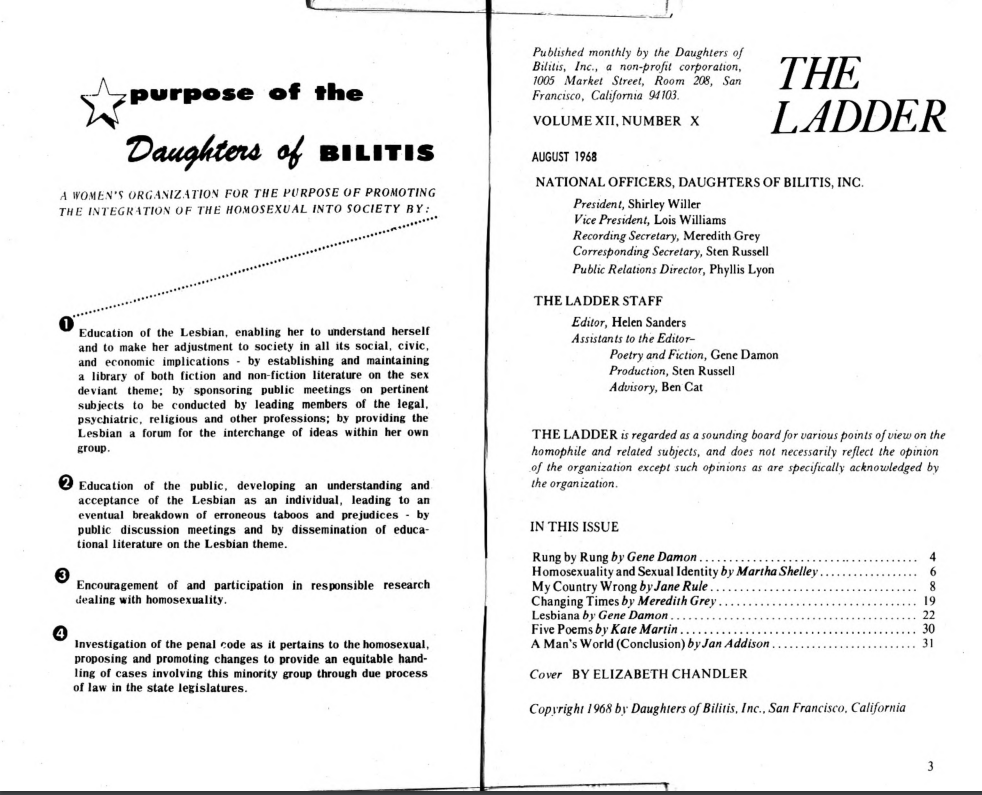 purpose of the
Daughters of BILITIS
A WOMEN'S ORGANIZATION FOR THE PURPOSE OF PROMOTING
THE INTEGRATION OF THE HOMOSEXUAL INTO SOCIETY BY:
1
Education of the Lesbian, enabling her to understand herself
and to make her adjustment to society in all its social, civic,
and economic implications - by establishing and maintaining
a library of both fiction and non-fiction literature on the sex
deviant theme; by sponsoring public meetings on pertinent
subjects to be conducted by leading members of the legal,
psychiatric, religious and other professions; by providing the
Lesbian a forum for the interchange of ideas within her own
group.
2
Education of the public, developing an understanding and
acceptance of the Lesbian as an individual, leading to an
eventual breakdown of erroneous taboos and prejudices - by
public discussion meetings and by dissemination of educa-
tional literature on the Lesbian theme.
3
Encouragement of and participation in responsible research
dealing with homosexuality.
4
Investigation of the penal code as it pertains to the homosexual,
proposing and promoting changes to provide an equitable hand-
ling of cases involving this minority group through due process
of law in the state legislatures.
Published monthly by the Daughters of
Bilitis, Inc., a non-profit corporation,
1005 Market Street, Room 208, San
Francisco, California 94103.
THE
LADDER
VOLUME XII, NUMBER X
AUGUST 1968
NATIONAL OFFICERS, DAUGHTERS OF BILITIS, INC.
President, Shirley Willer
Vice President, Lois Williams
Recording Secretary, Meredith Grey
Corresponding Secretary, Sten Russell
Public Relations Director, Phyllis Lyon
THE LADDER STAFF
Editor, Helen Sanders
Assistants to the Editor–
Poetry and Fiction, Gene Damon
Production, Sten Russell
Advisory, Ben Cat
THE LADDER is regarded as a sounding board for various points of view on the
homophile and related subjects, and does not necessarily reflect the opinion
of the organization except such opinions as are specifically acknowledged by
the organization.
IN THIS ISSUE
Rung by Rung by Gene Damon . . . . . . . . . . . . . . . . . . . . 4
Homosexuality and Sexual Identity by Martha Shelley . . . . . . . . . . 6
My Country Wrong by Jane Rule . . . . . . . . . . . . . . . . . . . . 8
Changing Times by Meredith Grey . . . . . . . . . . . . . . . . . . . . 19
Lesbiana by Gene Damon . . . . . . . . . . . . . . . . . . . . 22
Five Poems by Kate Martin . . . . . . . . . . . . . . . . . . . . 30
A Man's World (Conclusion) by Jan Addison . . . . . . . . . . . . . . . 31
Cover BY ELIZABETH CHANDLER
Copyright 1968 by Daughters of Bilitis, Inc., San Francisco, California
3